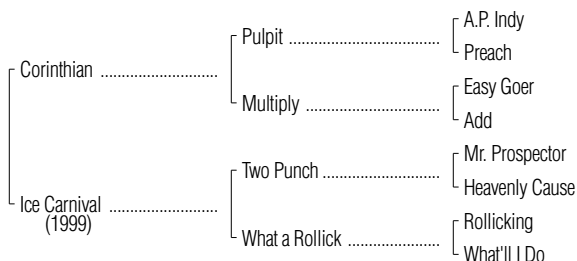 A.P. Indy
Pulpit
Preach
Corinthian
Easy Goer
Multiply
Add
Mr. Prospector
Two Punch
Heavenly Cause
Ice Carnival
(1999)
Rollicking
What a Rollick
What'll I Do